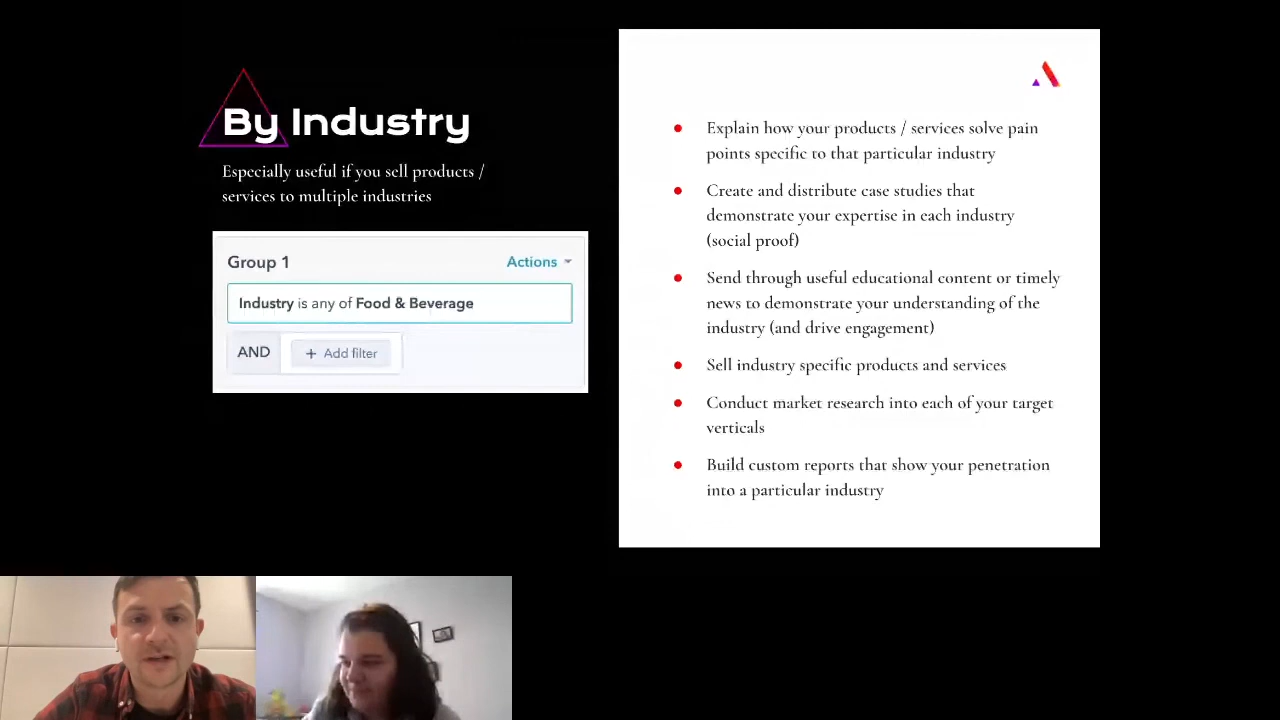 By Industry
Especially useful if you sell products /
services to multiple industries
Group 1
Actions
Industry is any of Food & Beverage
AND
+ Add filter
● Explain how your products / services solve pain
points specific to that particular industry
● Create and distribute case studies that
demonstrate your expertise in each industry
(social proof)
● Send through useful educational content or timely
news to demonstrate your understanding of the
industry (and drive engagement)
● Sell industry specific products and services
● Conduct market research into each of your target
verticals
● Build custom reports that show your penetration
into a particular industry